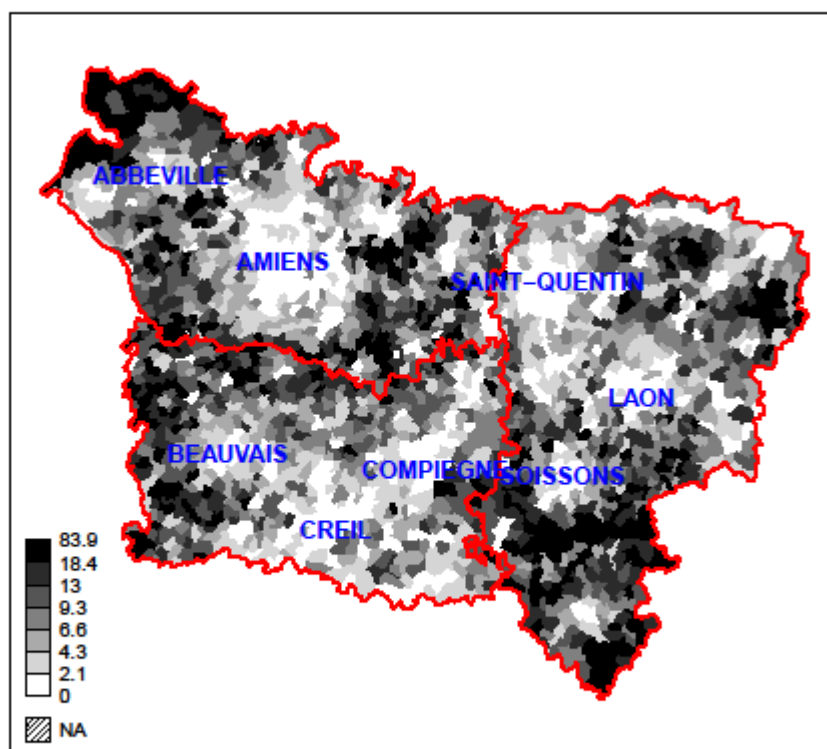 ABBEVILLE
AMIENS
SAINT−QUENTIN
LAON
BEAUVAIS
COMPIEGNE
SOISSONS
CREIL
83.9
18.4
13
9.3
6.6
4.3
2.1
0
NA